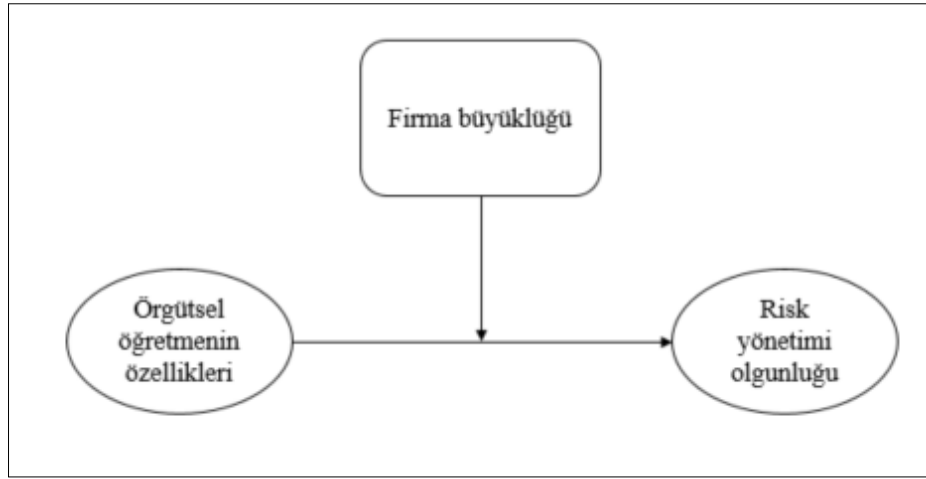 Firma büyüklüğü
Örgütsel
öğretmenin
özellikleri
Risk
yönetimi
olgunluğu